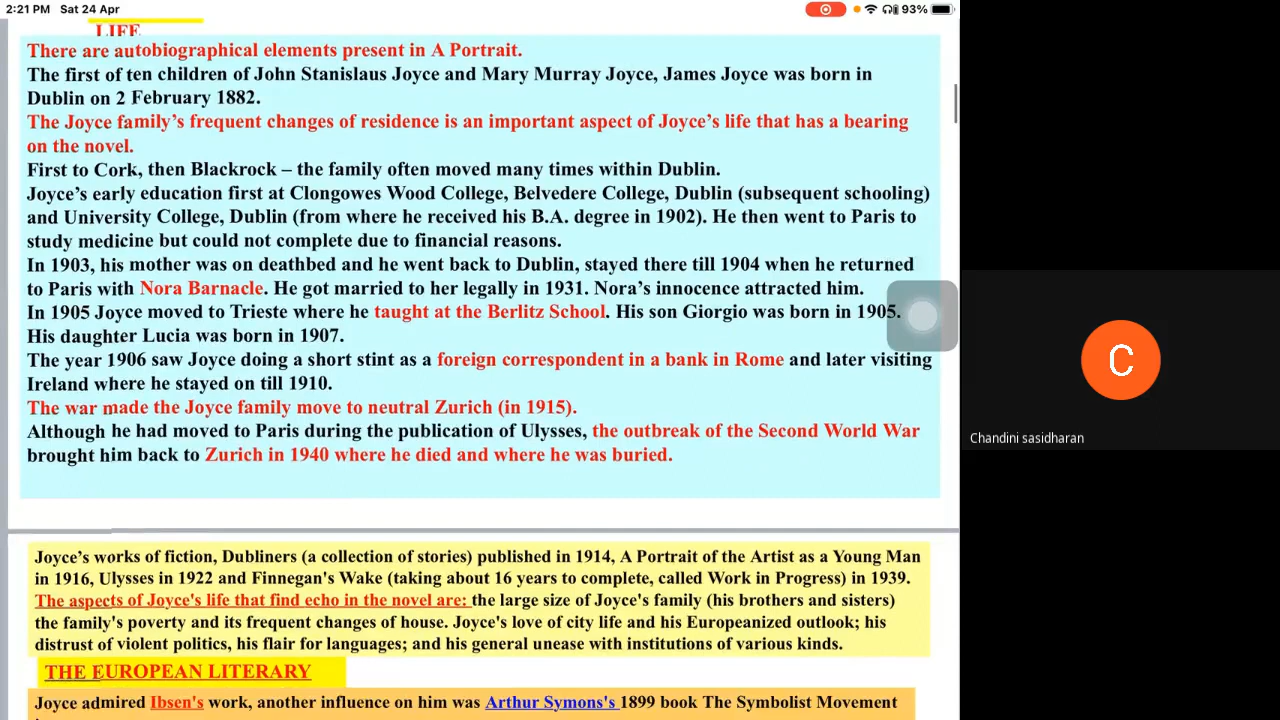 2:21 PM Sat 24 Apr
93%
LIFE
There are autobiographical elements present in A Portrait.
The first of ten children of John Stanislaus Joyce and Mary Murray Joyce, James Joyce was born in
Dublin on 2 February 1882.
The Joyce family's frequent changes of residence is an important aspect of Joyce's life that has a bearing
on the novel.
First to Cork, then Blackrock – the family often moved many times within Dublin.
Joyce's early education first at Clongowes Wood College, Belvedere College, Dublin (subsequent schooling)
and University College, Dublin (from where he received his B.A. degree in 1902). He then went to Paris to
study medicine but could not complete due to financial reasons.
In 1903, his mother was on deathbed and he went back to Dublin, stayed there till 1904 when he returned
to Paris with Nora Barnacle. He got married to her legally in 1931. Nora's innocence attracted him.
In 1905 Joyce moved to Trieste where he taught at the Berlitz School. His son Giorgio was born in 1905.
His daughter Lucia was born in 1907.
The year 1906 saw Joyce doing a short stint as a foreign correspondent in a bank in Rome and later visiting
Ireland where he stayed on till 1910.
The war made the Joyce family move to neutral Zurich (in 1915).
Although he had moved to Paris during the publication of Ulysses, the outbreak of the Second World War
brought him back to Zurich in 1940 where he died and where he was buried.
Joyce's works of fiction, Dubliners (a collection of stories) published in 1914, A Portrait of the Artist as a Young Man
in 1916, Ulysses in 1922 and Finnegan's Wake (taking about 16 years to complete, called Work in Progress) in 1939.
The aspects of Joyce's life that find echo in the novel are: the large size of Joyce's family (his brothers and sisters)
the family's poverty and its frequent changes of house. Joyce's love of city life and his Europeanized outlook; his
distrust of violent politics, his flair for languages; and his general unease with institutions of various kinds.
THE EUROPEAN LITERARY
Joyce admired Ibsen's work, another influence on him was Arthur Symons's 1899 book The Symbolist Movement
C
Chandini sasidharan